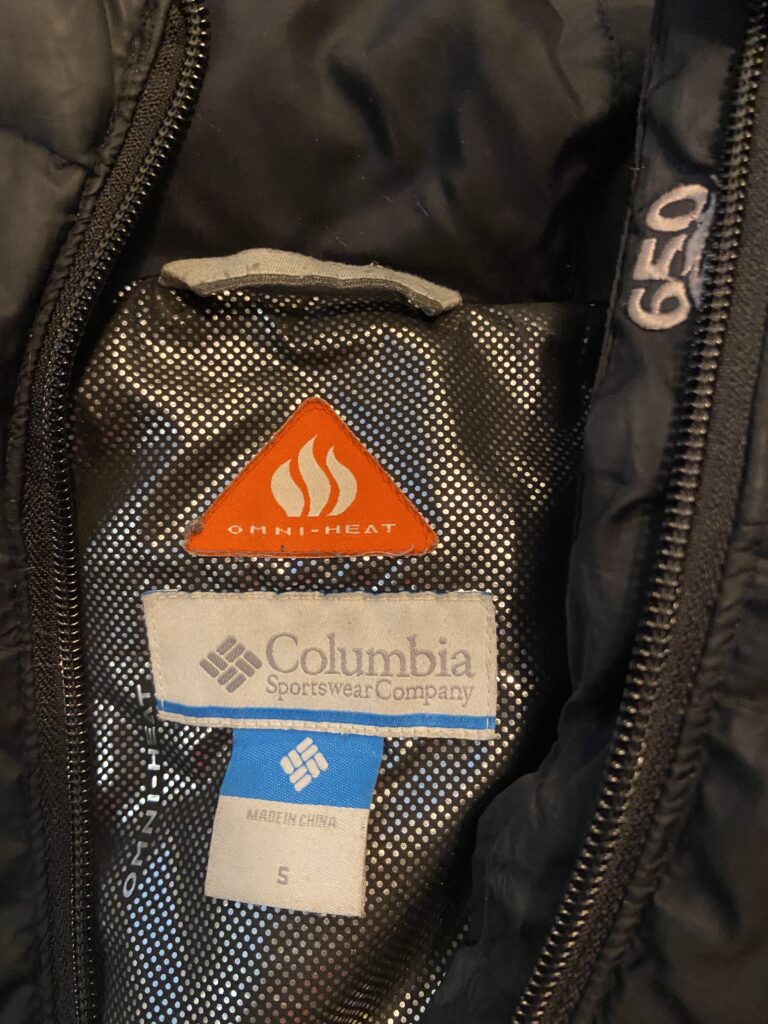 650
OMNI-HEAT
Columbia
Sportswear Company
OMNI-HEAT
MADE IN CHINA
S